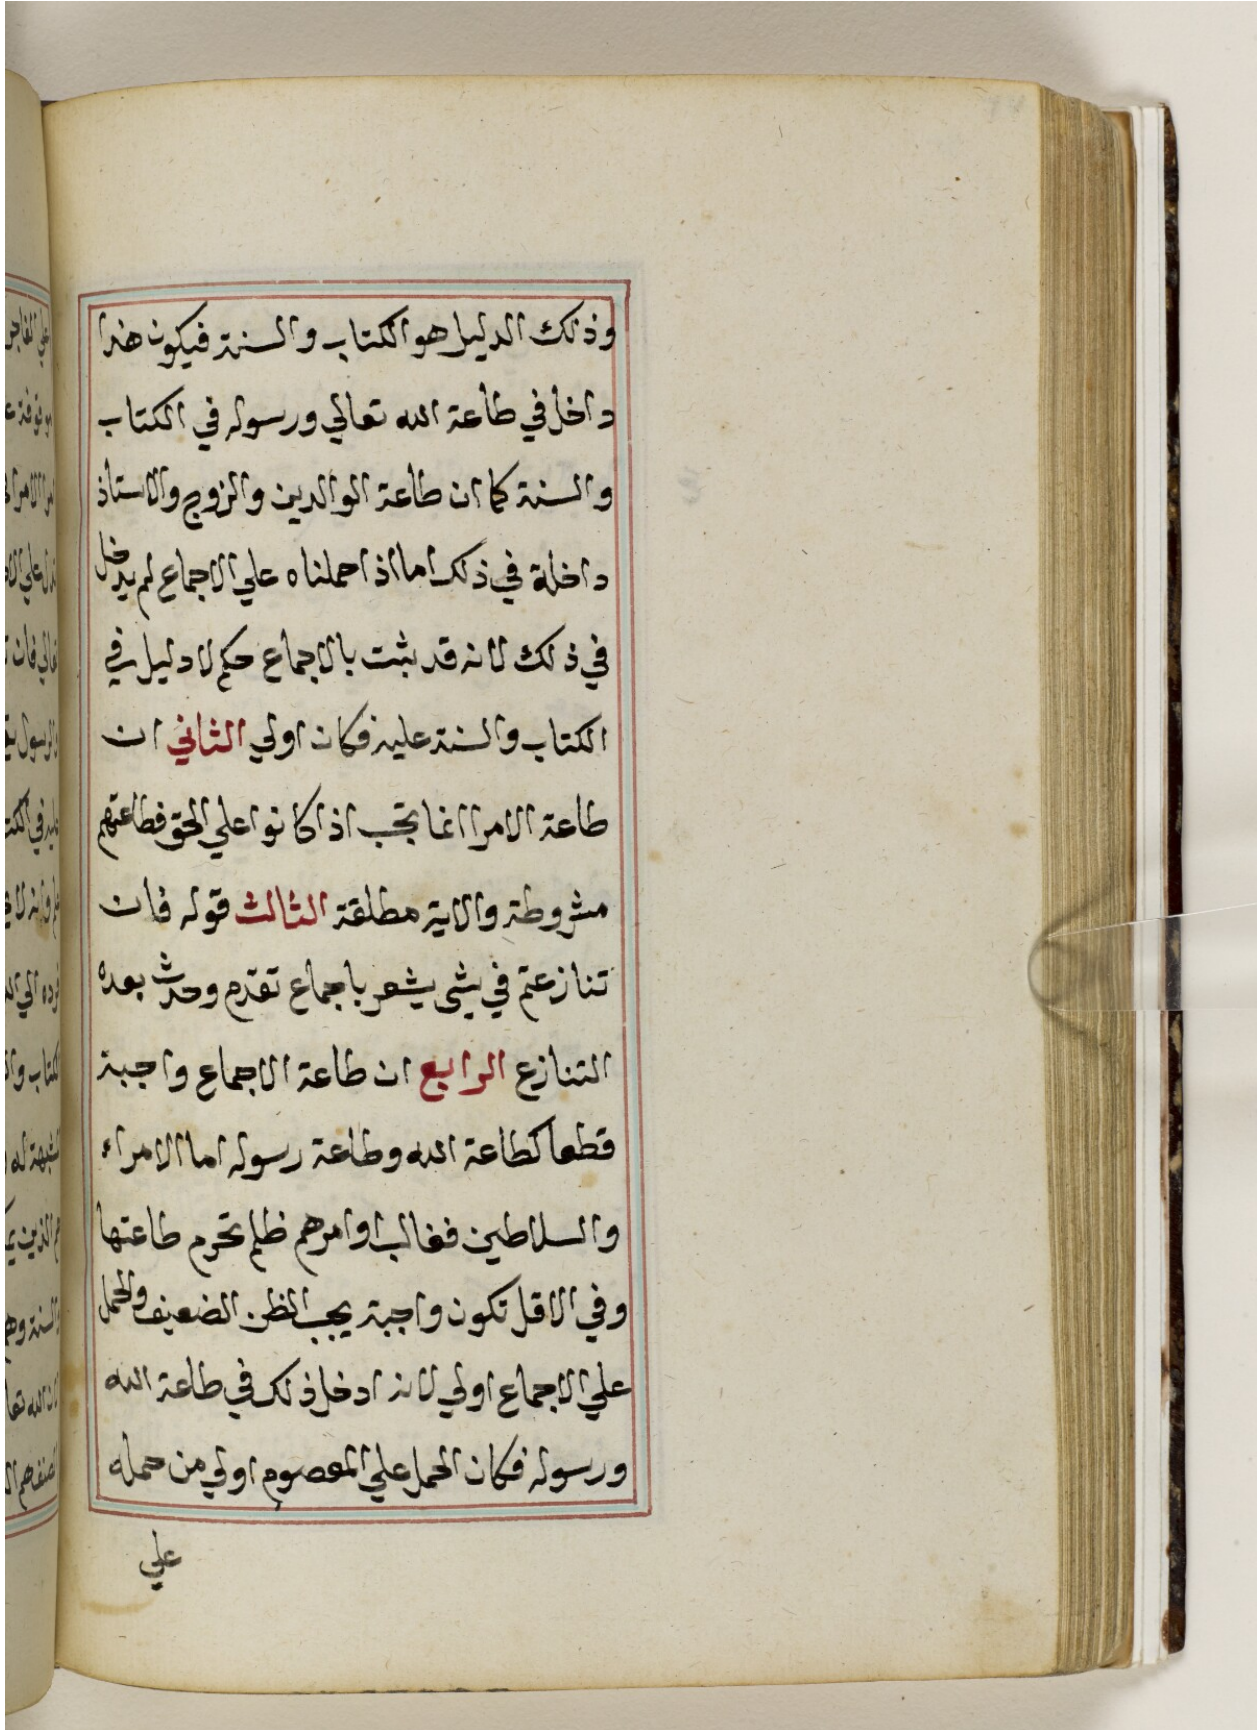 وذلك الدليل هو الكتاب والسنة فيكون هذا
داخل في طاعة الله تعالي ورسوله في الكتاب
والسنة كما ان طاعة الوالدين والزوج والاستاذ
داخلة في ذلك اما اذا حملناه علي الاجماع لم يدخل
في ذلك لانه قد يثبت بالاجماع حكم لا دليل في
الكتاب والسنة عليه فكان اولي الثاني ان
طاعة الامرا انما تجب اذا كانوا علي الحق فطاعتهم
مشروطة والاية مطلقة الثالث قوله فان
تنازعتم في شي يشعر باجماع تقدم وحدث بعده
التنازع الرابع ان طاعة الاجماع واجبة
قطعا كطاعة الله وطاعة رسوله اما الامراء
والسلاطين فغالب اوامرهم ظلم تحرم طاعتها
وفي الاقل تكون واجبة الظن الضعيف والحمل
علي الاجماع اولي لانه ادخل ذلك في طاعة الله
ورسوله فكان الحمل علي المعصوم اولي من حمله
علي